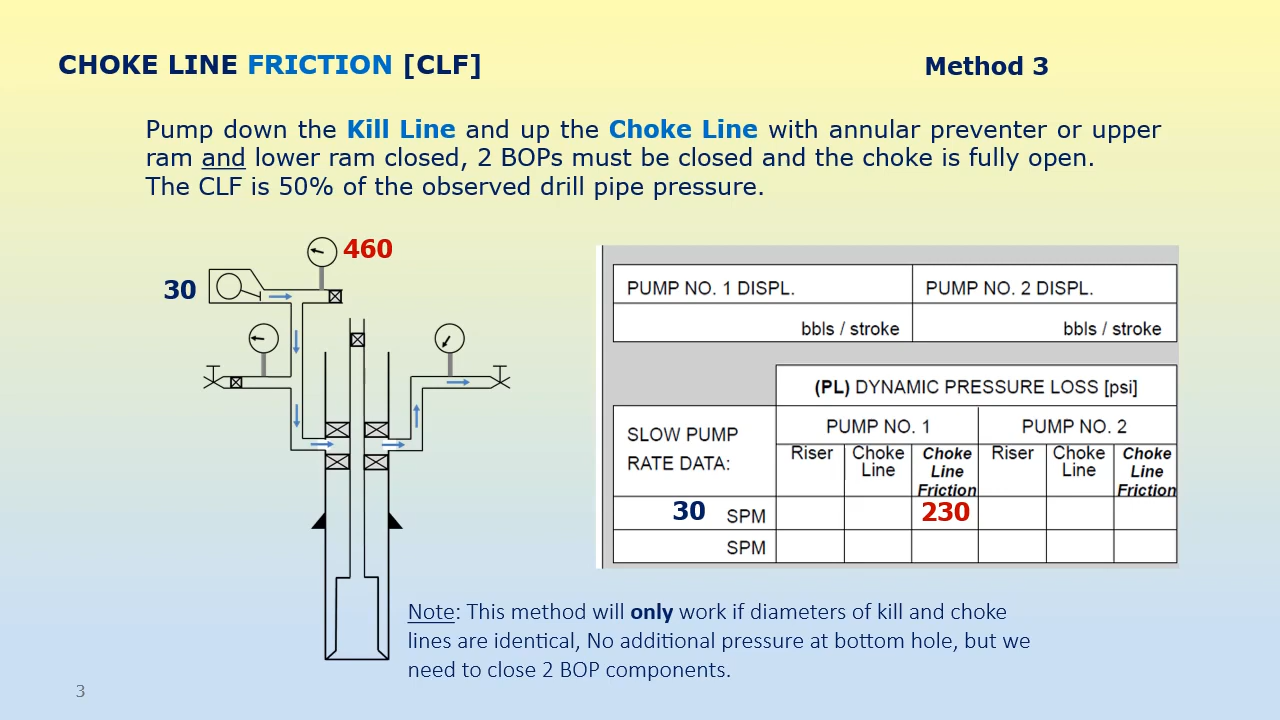 CHOKE LINE FRICTION [CLF]
Method 3
Pump down the Kill Line and up the Choke Line with annular preventer or upper
ram and lower ram closed, 2 BOPs must be closed and the choke is fully open.
The CLF is 50% of the observed drill pipe pressure.
460
30
PUMP NO. 1 DISPL.
PUMP NO. 2 DISPL.
bbls / stroke
bbls / stroke
(PL) DYNAMIC PRESSURE LOSS [psi]
SLOW PUMP
RATE DATA:
PUMP NO. 1
PUMP NO. 2
Riser
Choke
Line
Choke
Line
Friction
Riser
Choke
Line
Choke
Line
Friction
30 SPM
230
SPM
Note: This method will only work if diameters of kill and choke
lines are identical, No additional pressure at bottom hole, but we
need to close 2 BOP components.
3